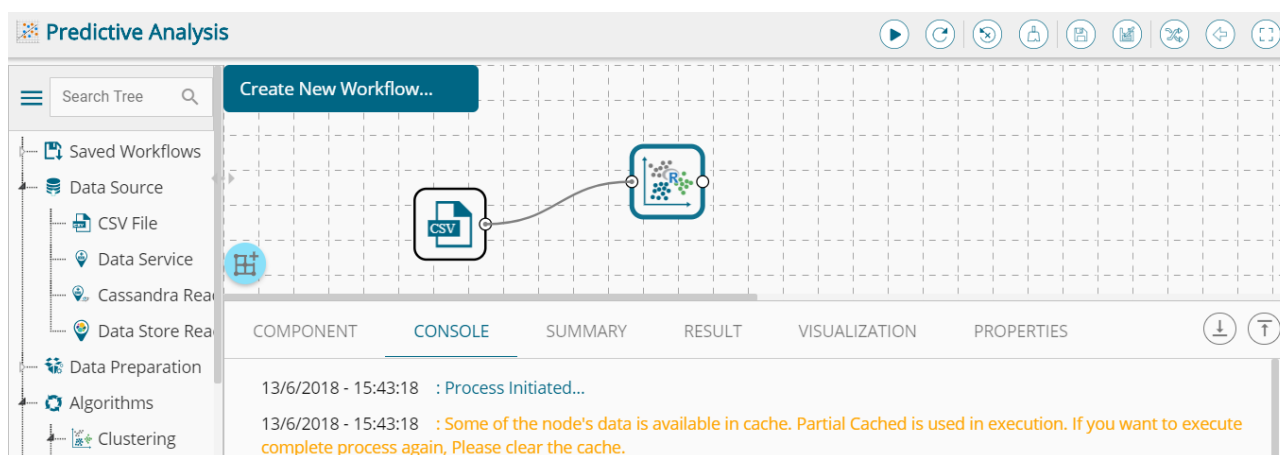 Predictive Analysis
Search Tree
Create New Workflow...
Saved Workflows
Data Source
CSV File
Data Service
Cassandra Rea
Data Store Rea
Data Preparation
Algorithms
Clustering
CSV
R
COMPONENT CONSOLE SUMMARY RESULT VISUALIZATION PROPERTIES
13/6/2018 - 15:43:18 : Process Initiated...
13/6/2018 - 15:43:18 : Some of the node's data is available in cache. Partial Cached is used in execution. If you want to execute
complete process again, Please clear the cache.